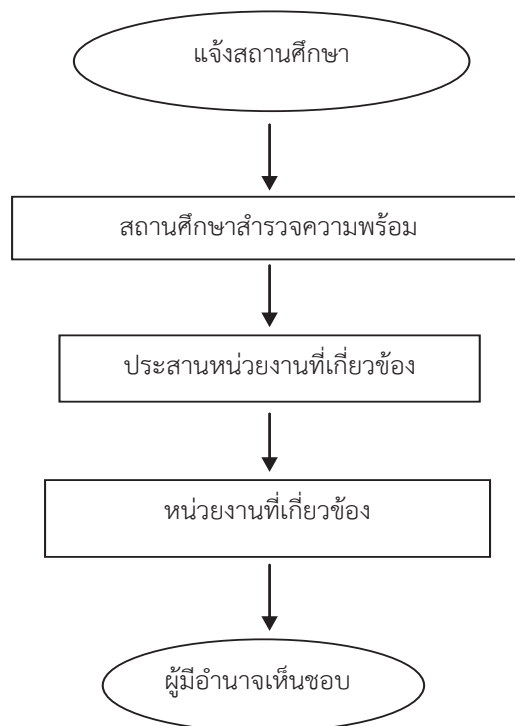 แจ้งสถานศึกษา
สถานศึกษาสำรวจความพร้อม
ประสานหน่วยงานที่เกี่ยวข้อง
หน่วยงานที่เกี่ยวข้อง
ผู้มีอำนาจเห็นชอบ